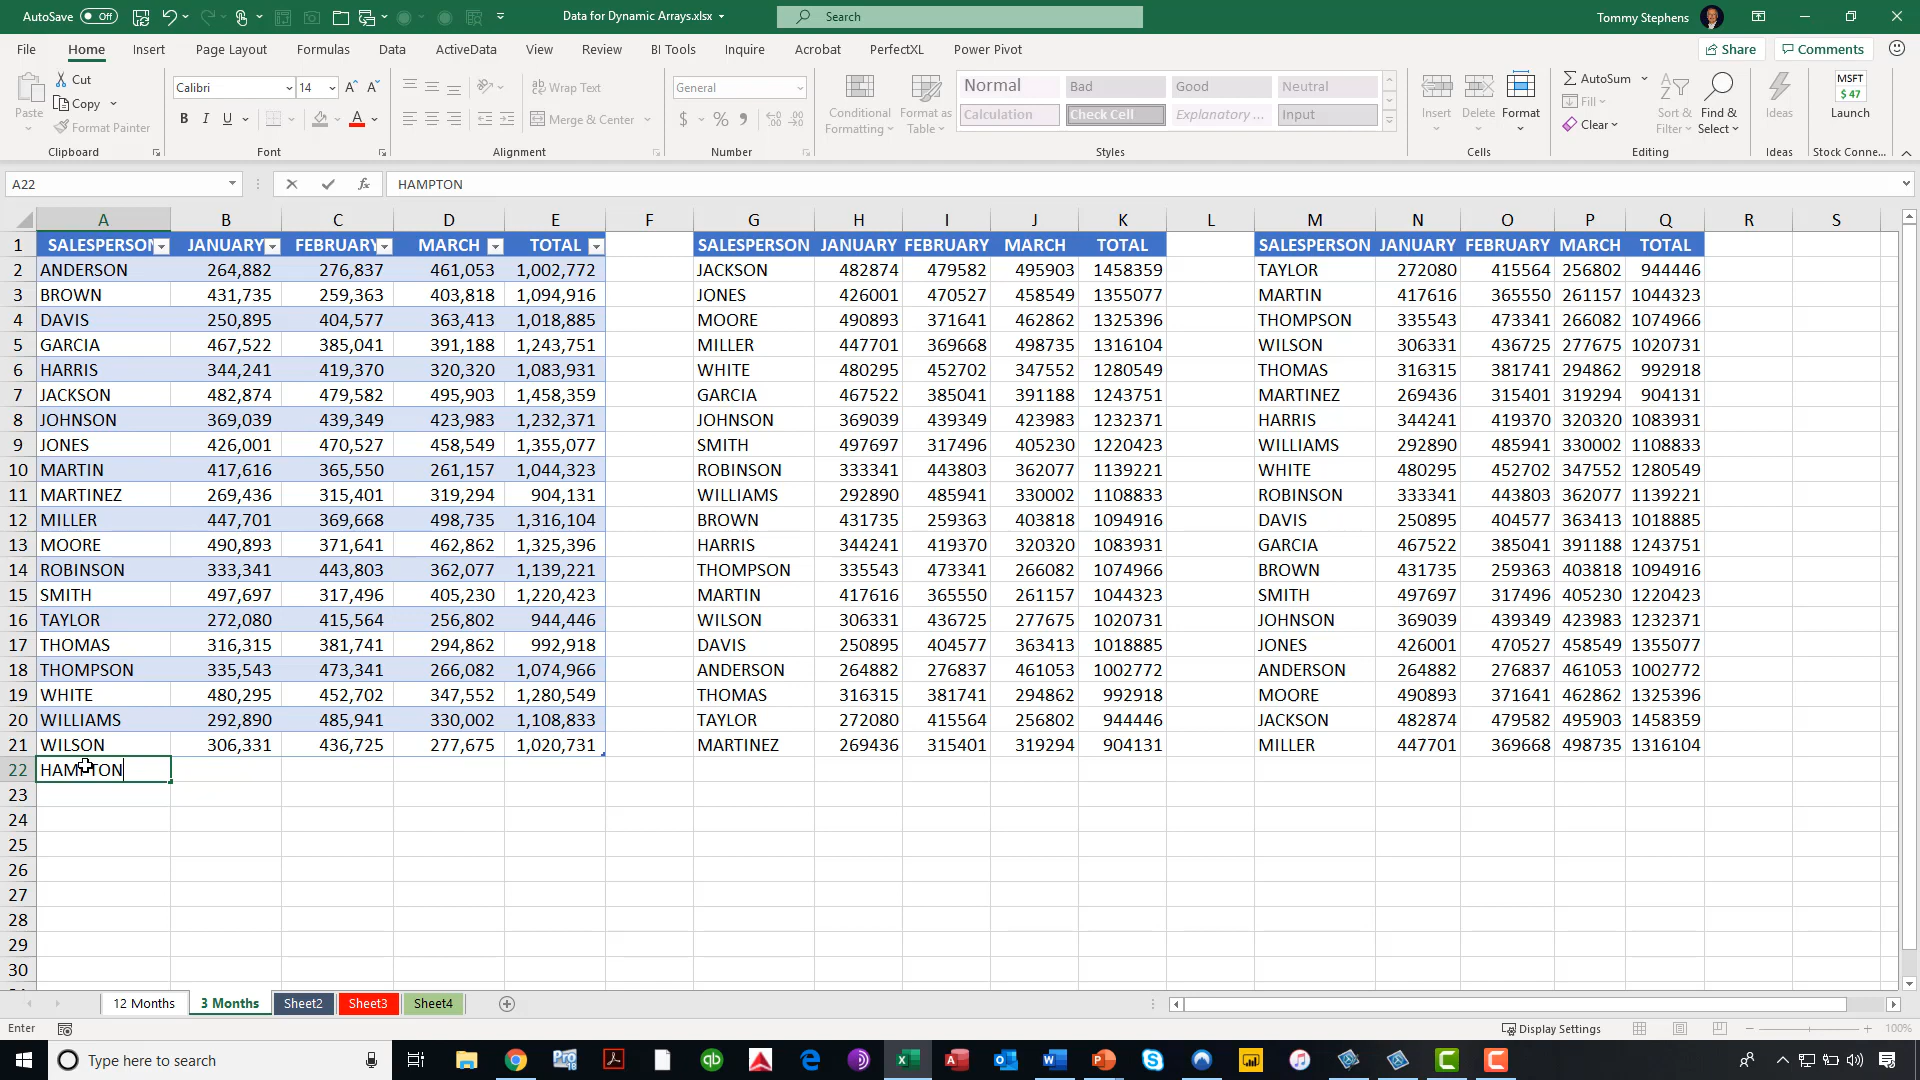 AutoSave Off Data for Dynamic Arrays.xlsx Search Tommy Stephens
File Home Insert Page Layout Formulas Data ActiveData View Review BI Tools Inquire Acrobat PerfectXL Power Pivot Share Comments
Paste Cut Copy Format Painter Clipboard
Calibri 14 B I U A Font
Wrap Text Merge & Center Alignment
General $ % Number
Conditional Formatting Format as Table
Normal Bad Good Neutral
Calculation Check Cell Explanatory ... Input
Styles
Insert Delete Format Cells
AutoSum Fill Clear Sort & Filter Find & Select Editing
Ideas Ideas
MSFT $ 47 Launch Stock Conne...
A22 fx HAMPTON
A B C D E F G H I J K L M N O P Q R S
1 SALESPERSON JANUARY FEBRUARY MARCH TOTAL SALESPERSON JANUARY FEBRUARY MARCH TOTAL SALESPERSON JANUARY FEBRUARY MARCH TOTAL
2 ANDERSON 264,882 276,837 461,053 1,002,772 JACKSON 482874 479582 495903 1458359 TAYLOR 272080 415564 256802 944446
3 BROWN 431,735 259,363 403,818 1,094,916 JONES 426001 470527 458549 1355077 MARTIN 417616 365550 261157 1044323
4 DAVIS 250,895 404,577 363,413 1,018,885 MOORE 490893 371641 462862 1325396 THOMPSON 335543 473341 266082 1074966
5 GARCIA 467,522 385,041 391,188 1,243,751 MILLER 447701 369668 498735 1316104 WILSON 306331 436725 277675 1020731
6 HARRIS 344,241 419,370 320,320 1,083,931 WHITE 480295 452702 347552 1280549 THOMAS 316315 381741 294862 992918
7 JACKSON 482,874 479,582 495,903 1,458,359 GARCIA 467522 385041 391188 1243751 MARTINEZ 269436 315401 319294 904131
8 JOHNSON 369,039 439,349 423,983 1,232,371 JOHNSON 369039 439349 423983 1232371 HARRIS 344241 419370 320320 1083931
9 JONES 426,001 470,527 458,549 1,355,077 SMITH 497697 317496 405230 1220423 WILLIAMS 292890 485941 330002 1108833
10 MARTIN 417,616 365,550 261,157 1,044,323 ROBINSON 333341 443803 362077 1139221 WHITE 480295 452702 347552 1280549
11 MARTINEZ 269,436 315,401 319,294 904,131 WILLIAMS 292890 485941 330002 1108833 ROBINSON 333341 443803 362077 1139221
12 MILLER 447,701 369,668 498,735 1,316,104 BROWN 431735 259363 403818 1094916 DAVIS 250895 404577 363413 1018885
13 MOORE 490,893 371,641 462,862 1,325,396 HARRIS 344241 419370 320320 1083931 GARCIA 467522 385041 391188 1243751
14 ROBINSON 333,341 443,803 362,077 1,139,221 THOMPSON 335543 473341 266082 1074966 BROWN 431735 259363 403818 1094916
15 SMITH 497,697 317,496 405,230 1,220,423 MARTIN 417616 365550 261157 1044323 SMITH 497697 317496 405230 1220423
16 TAYLOR 272,080 415,564 256,802 944,446 WILSON 306331 436725 277675 1020731 JOHNSON 369039 439349 423983 1232371
17 THOMAS 316,315 381,741 294,862 992,918 DAVIS 250895 404577 363413 1018885 JONES 426001 470527 458549 1355077
18 THOMPSON 335,543 473,341 266,082 1,074,966 ANDERSON 264882 276837 461053 1002772 ANDERSON 264882 276837 461053 1002772
19 WHITE 480,295 452,702 347,552 1,280,549 THOMAS 316315 381741 294862 992918 MOORE 490893 371641 462862 1325396
20 WILLIAMS 292,890 485,941 330,002 1,108,833 TAYLOR 272080 415564 256802 944446 JACKSON 482874 479582 495903 1458359
21 WILSON 306,331 436,725 277,675 1,020,731 MARTINEZ 269436 315401 319294 904131 MILLER 447701 369668 498735 1316104
22 HAMPTON
23
24
25
26
27
28
29
30
12 Months 3 Months Sheet2 Sheet3 Sheet4
Enter Display Settings 100%
Type here to search